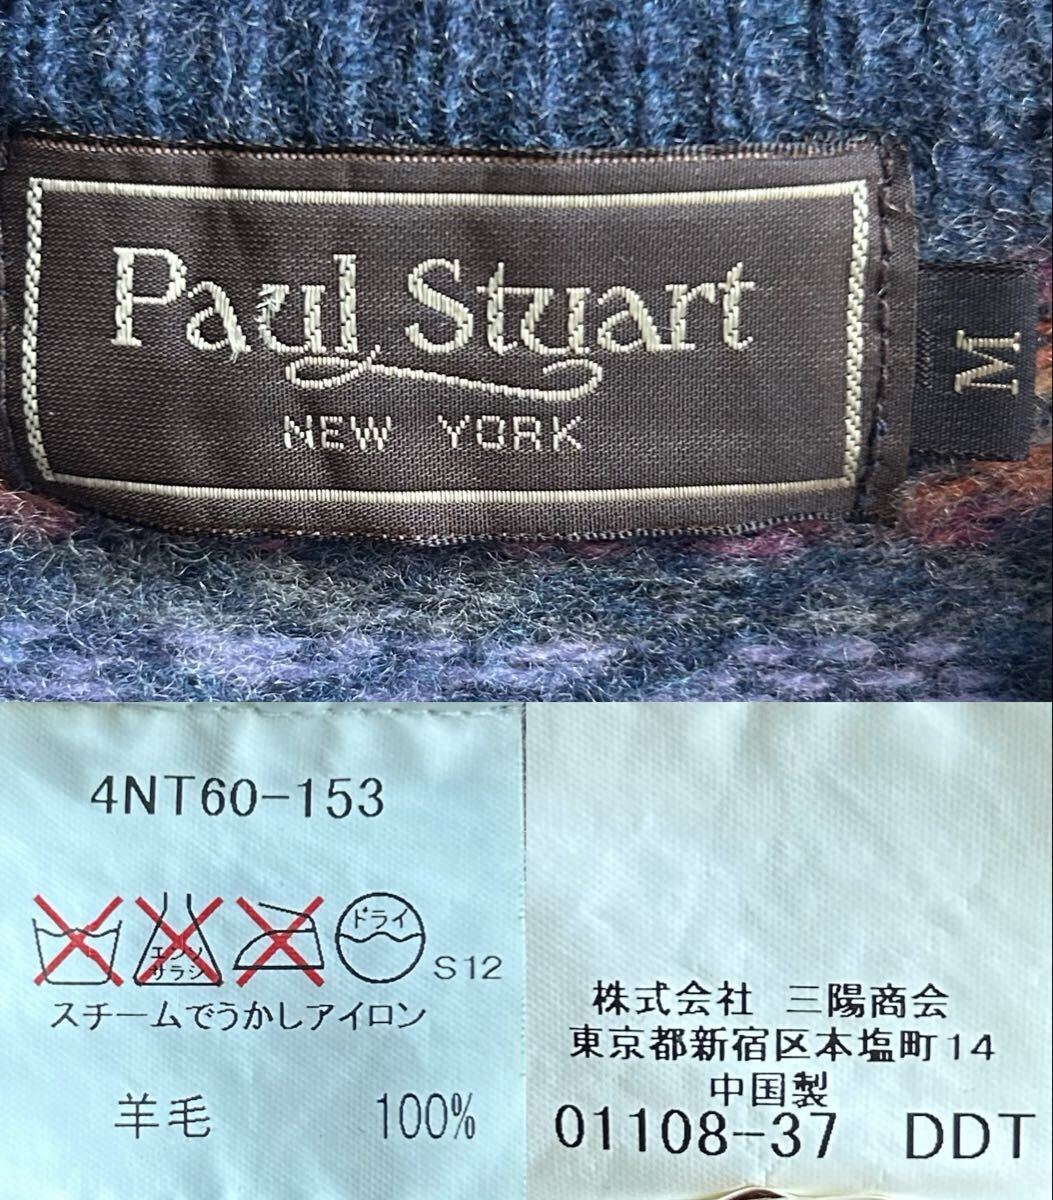 Paul Stuart
NEW YORK
M
4NT60-153
エンソ
サラシ
ドライ
S12
スチームでうかしアイロン
羊毛 100%
株式会社 三陽商会
東京都新宿区本塩町14
中国製
01108-37 DDT